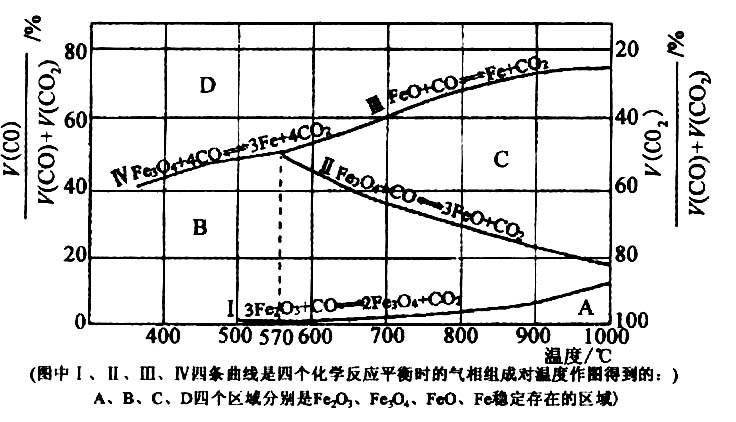 V(CO)
V(CO)+V(CO₂)
/%
80
60
40
20
0
D
B
C
A
Ⅲ FeO+CO⇌Fe+CO₂
Ⅳ Fe₃O₄+4CO⇌3Fe+4CO₂
Ⅱ Fe₃O₄+CO⇌3FeO+CO₂
Ⅰ 3Fe₂O₃+CO⇌2Fe₃O₄+CO₂
20
40
60
80
100
V(CO₂)
V(CO)+V(CO₂)
/%
400 500 570 600 700 800 900 1000
温度/℃
(图中Ⅰ、Ⅱ、Ⅲ、Ⅳ四条曲线是四个化学反应平衡时的气相组成对温度作图得到的；)
A、B、C、D四个区域分别是Fe₂O₃、Fe₃O₄、FeO、Fe稳定存在的区域)